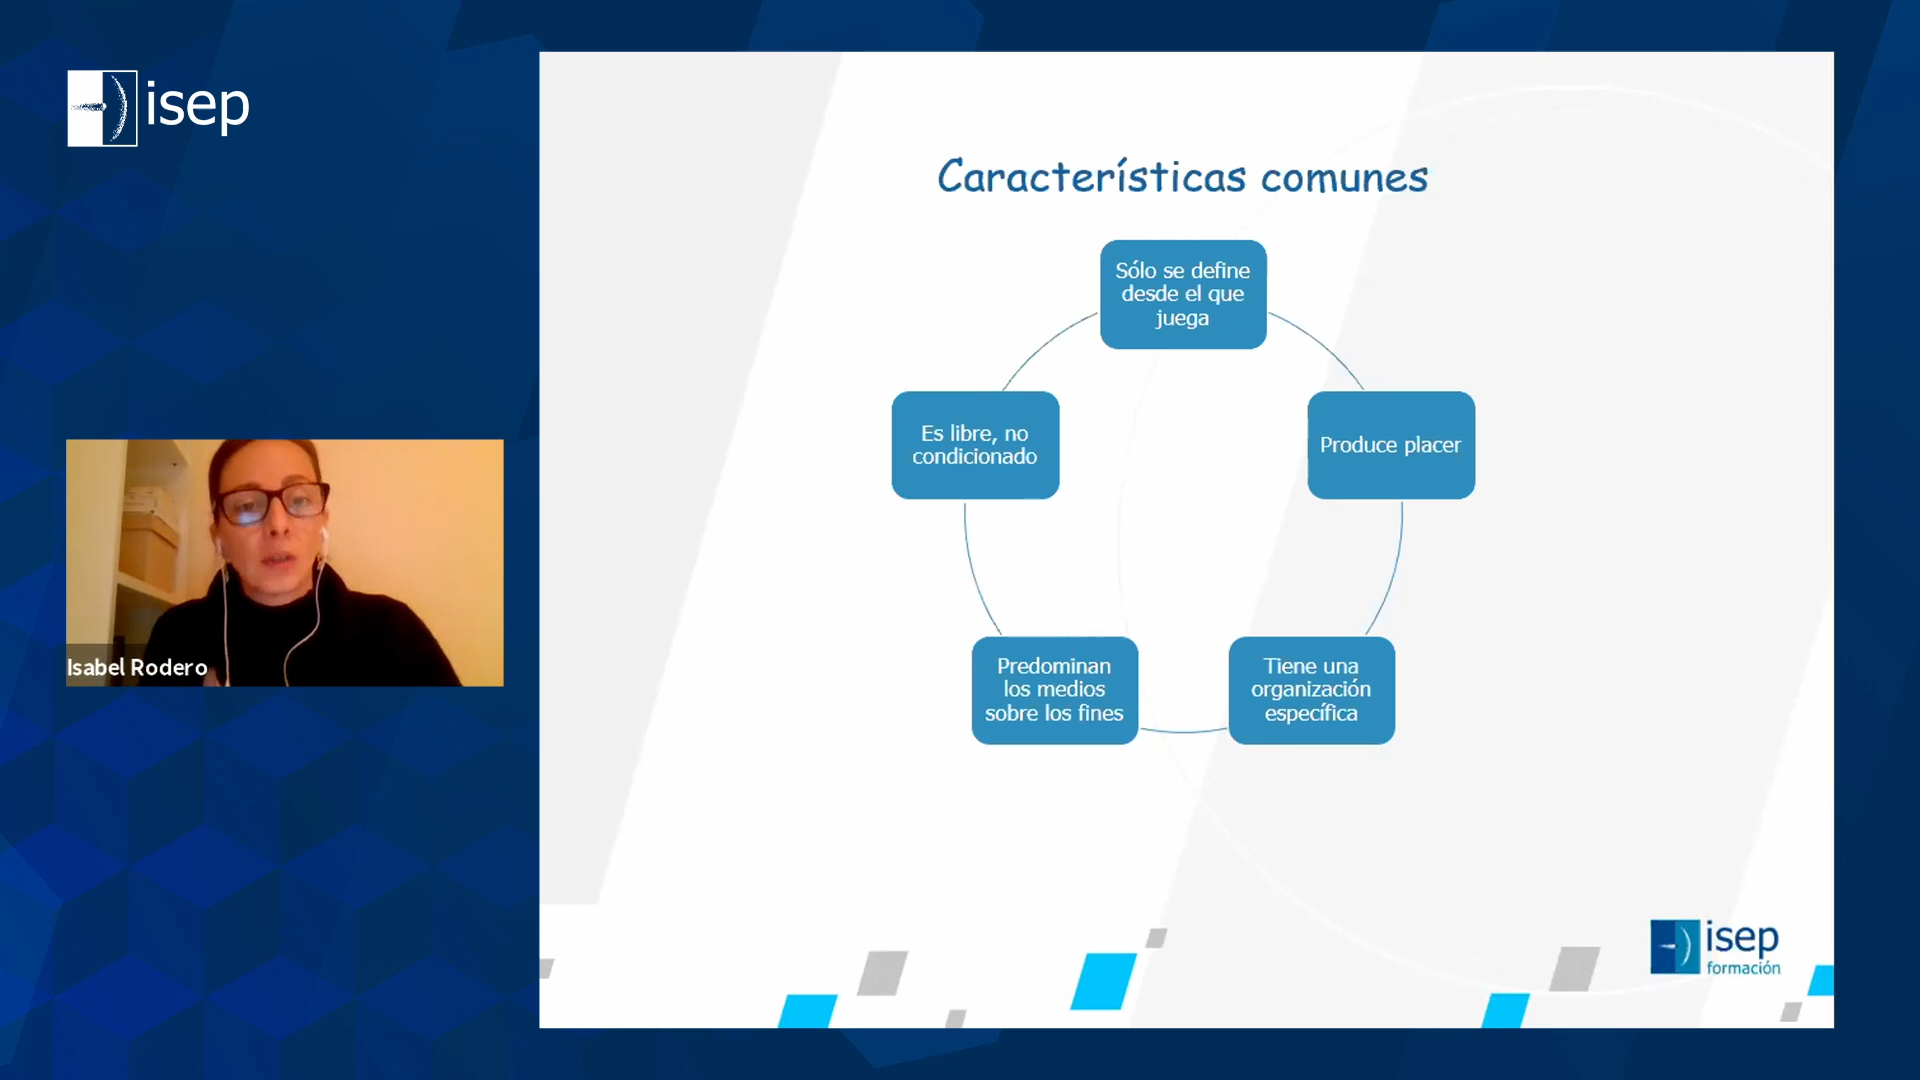 isep
Características comunes
Sólo se define
desde el que
juega
Produce placer
Tiene una
organización
específica
Predominan
los medios
sobre los fines
Es libre, no
condicionado
Isabel Rodero
isep
formación